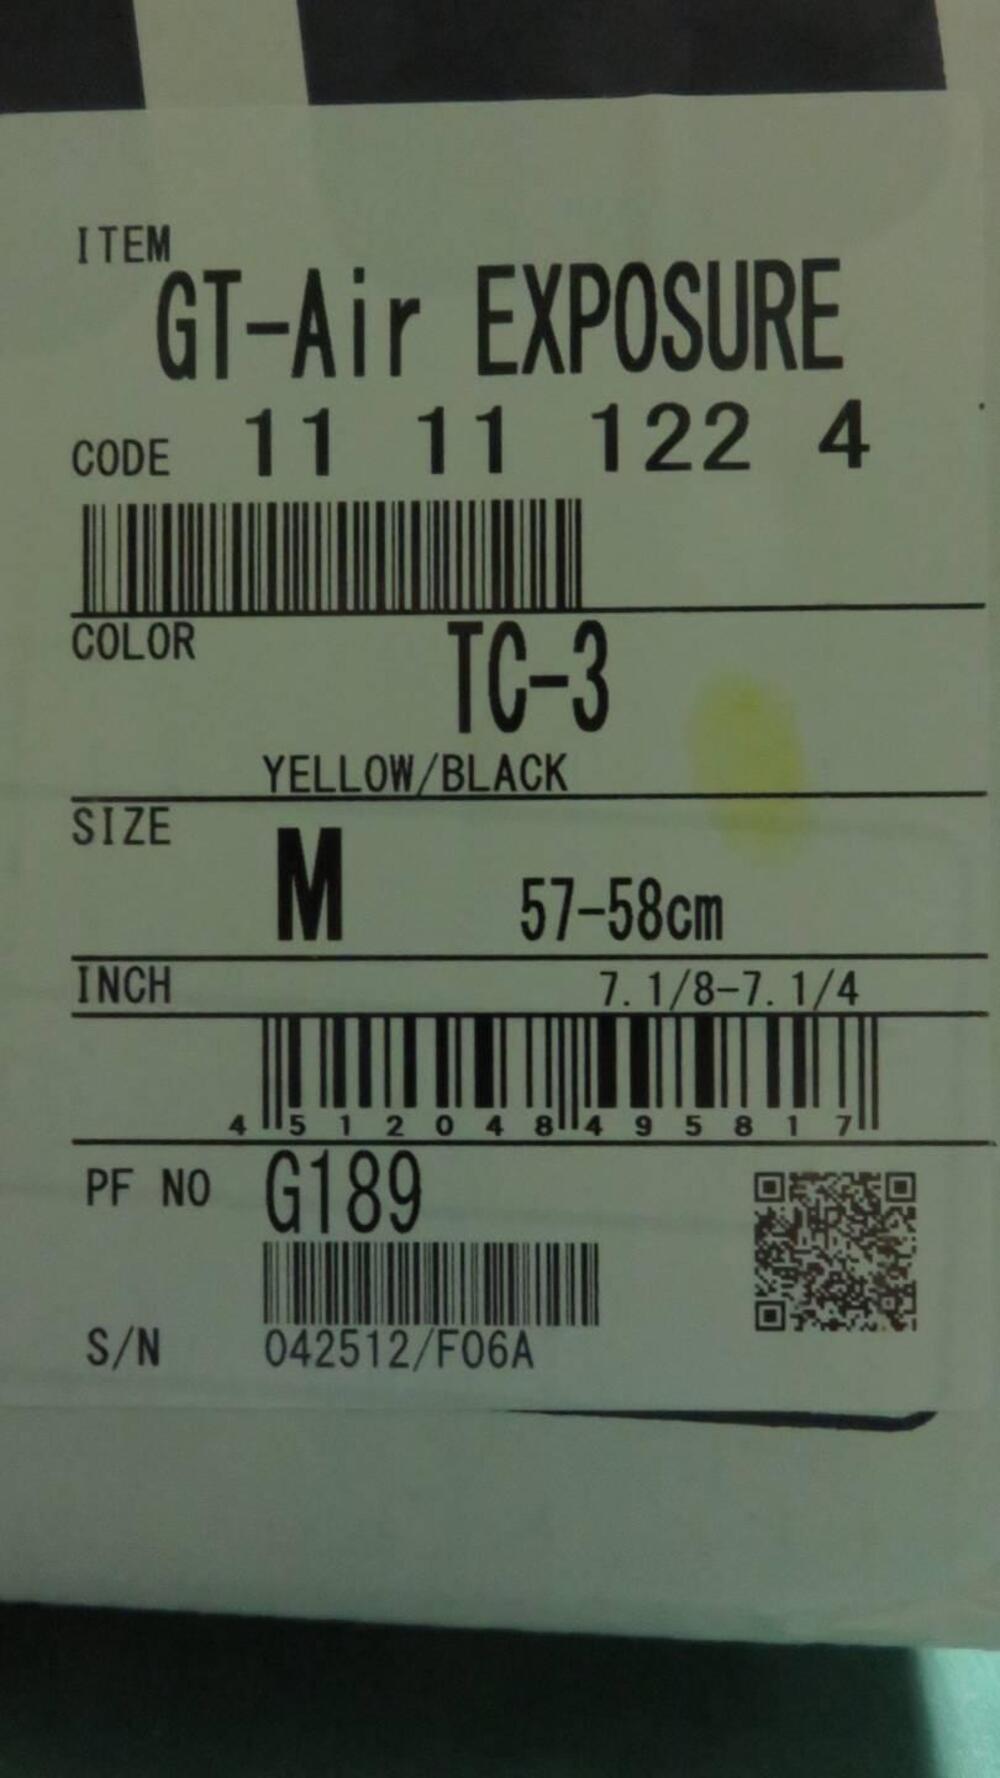 ITEM
GT-Air EXPOSURE
CODE 11 11 122 4
COLOR
TC-3
YELLOW/BLACK
SIZE
M 57-58cm
INCH 7.1/8-7.1/4
4 512048 495817
PF NO G189
S/N 042512/F06A